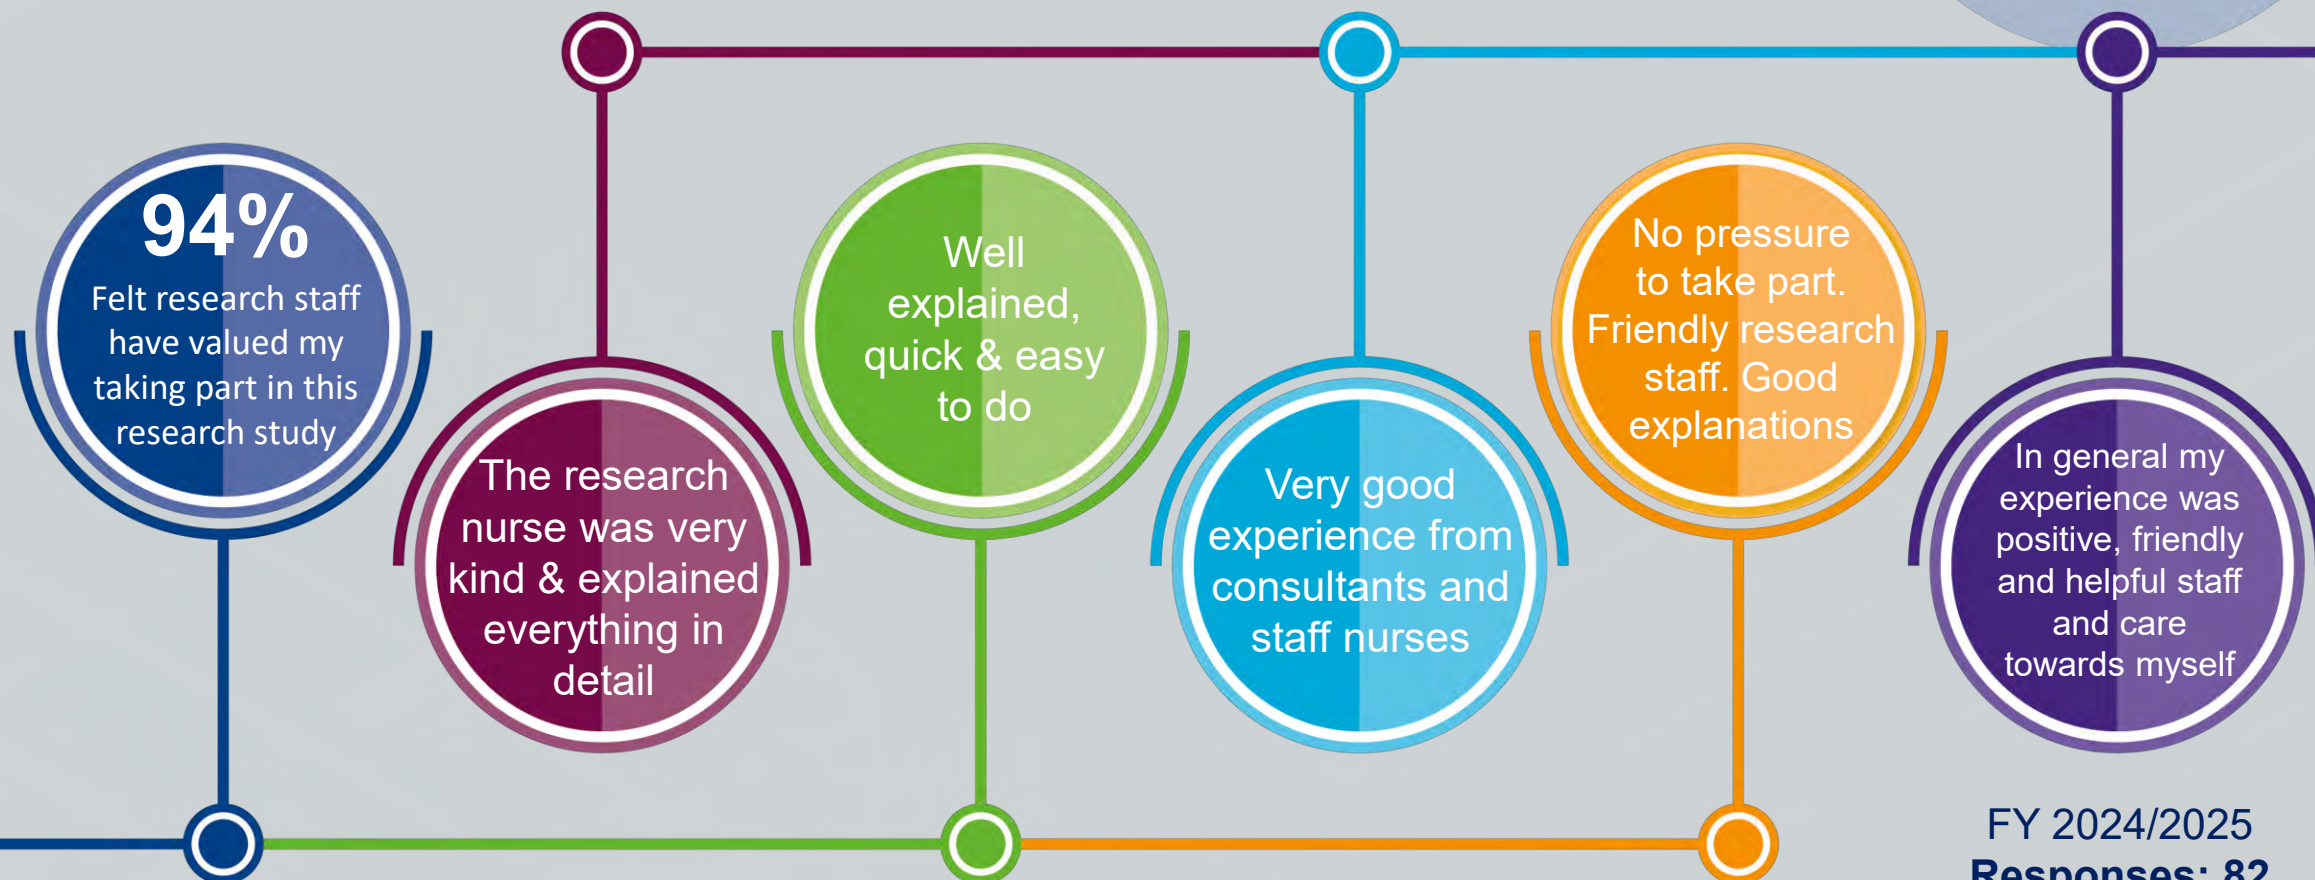 94%
Felt research staff
have valued my
taking part in this
research study
The research
nurse was very
kind & explained
everything in
detail
Well
explained,
quick & easy
to do
Very good
experience from
consultants and
staff nurses
No pressure
to take part.
Friendly research
staff. Good
explanations
In general my
experience was
positive, friendly
and helpful staff
and care
towards myself
FY 2024/2025
Responses: 82